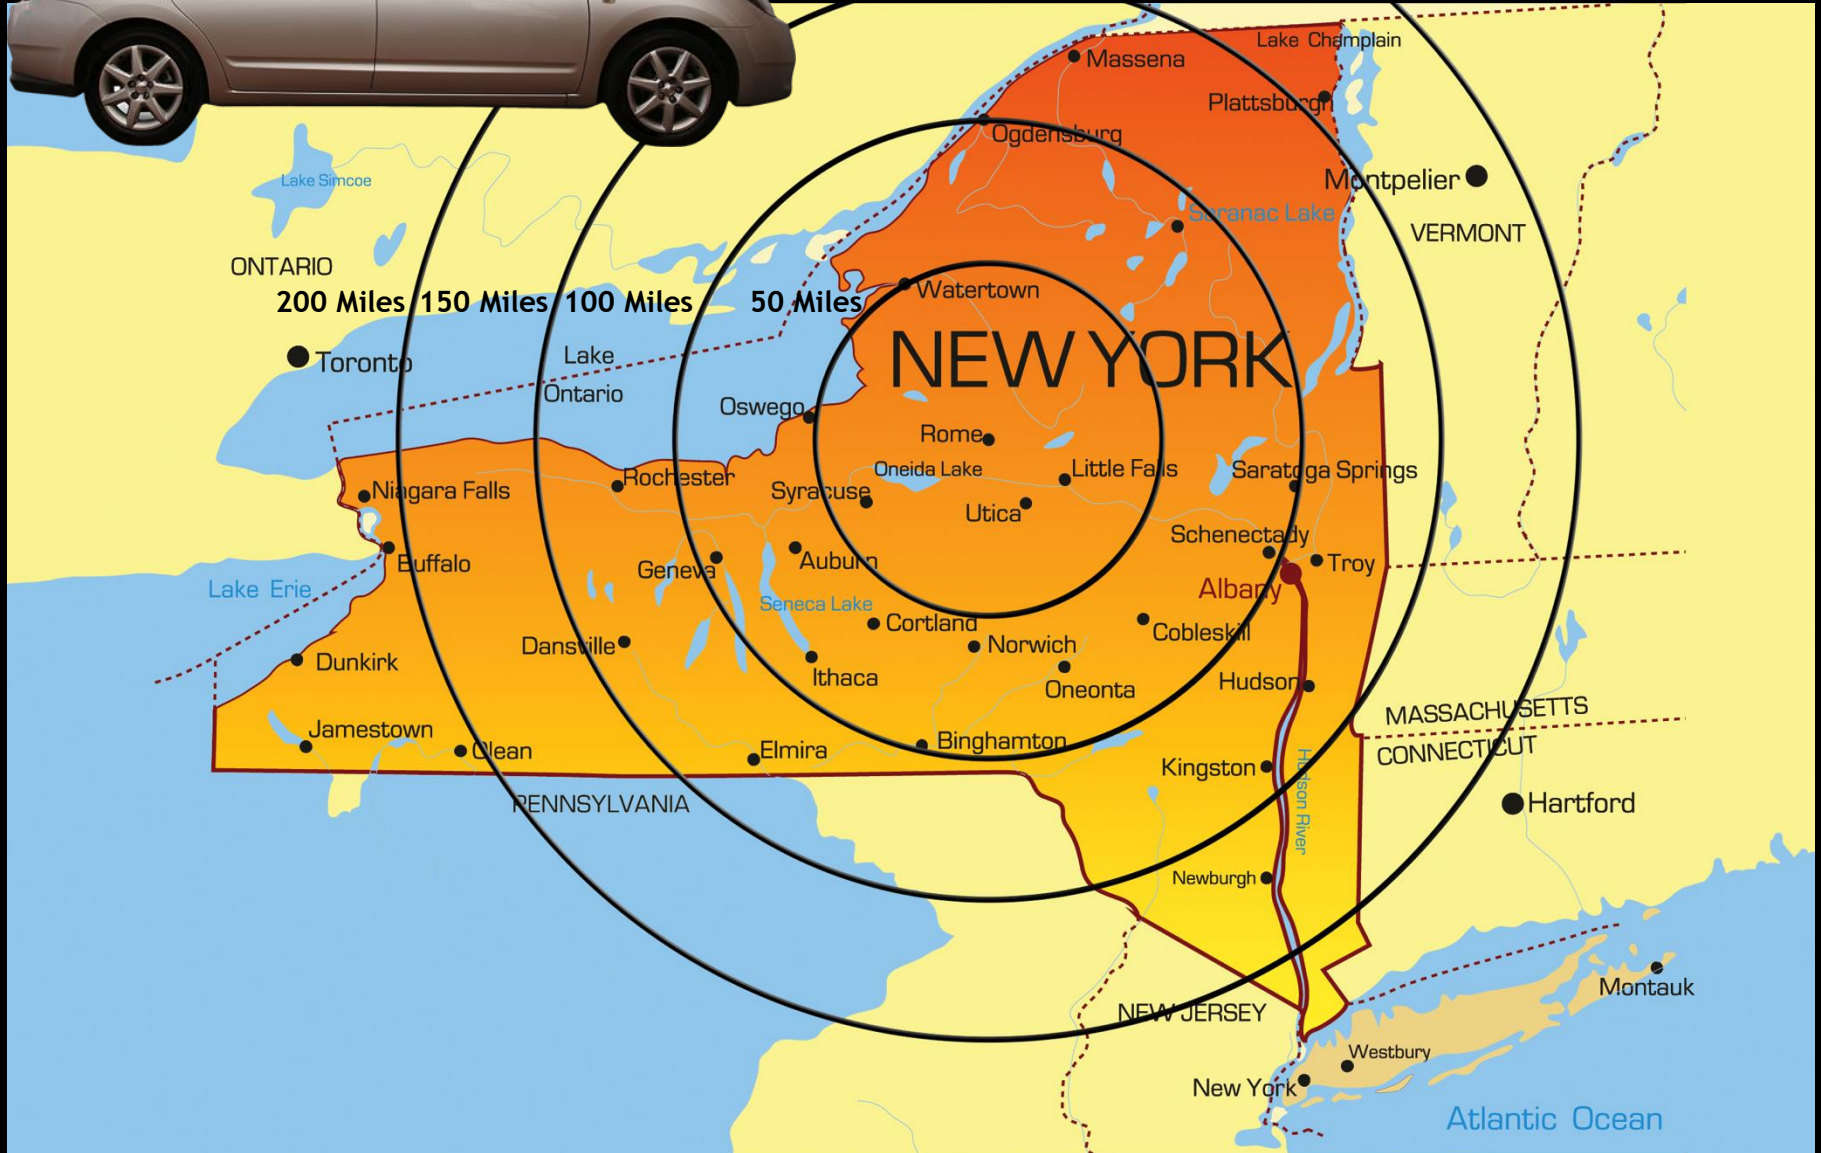 Lake Champlain
Massena
Plattsburgh
Ogdensburg
Montpelier
Lake Simcoe
Saranac Lake
VERMONT
ONTARIO
200 Miles 150 Miles 100 Miles 50 Miles
Watertown
NEW YORK
Toronto
Lake
Ontario
Oswego
Rome
Oneida Lake
Little Falls
Saratoga Springs
Niagara Falls
Rochester
Syracuse
Utica
Schenectady
Buffalo
Geneva
Auburn
Troy
Lake Erie
Albany
Seneca Lake
Cortland
Cobleskill
Dansville
Norwich
Dunkirk
Ithaca
Oneonta
Hudson
MASSACHUSETTS
Jamestown
Olean
Elmira
Binghamton
CONNECTICUT
Kingston
Hudson River
PENNSYLVANIA
Hartford
Newburgh
Montauk
NEW JERSEY
Westbury
New York
Atlantic Ocean